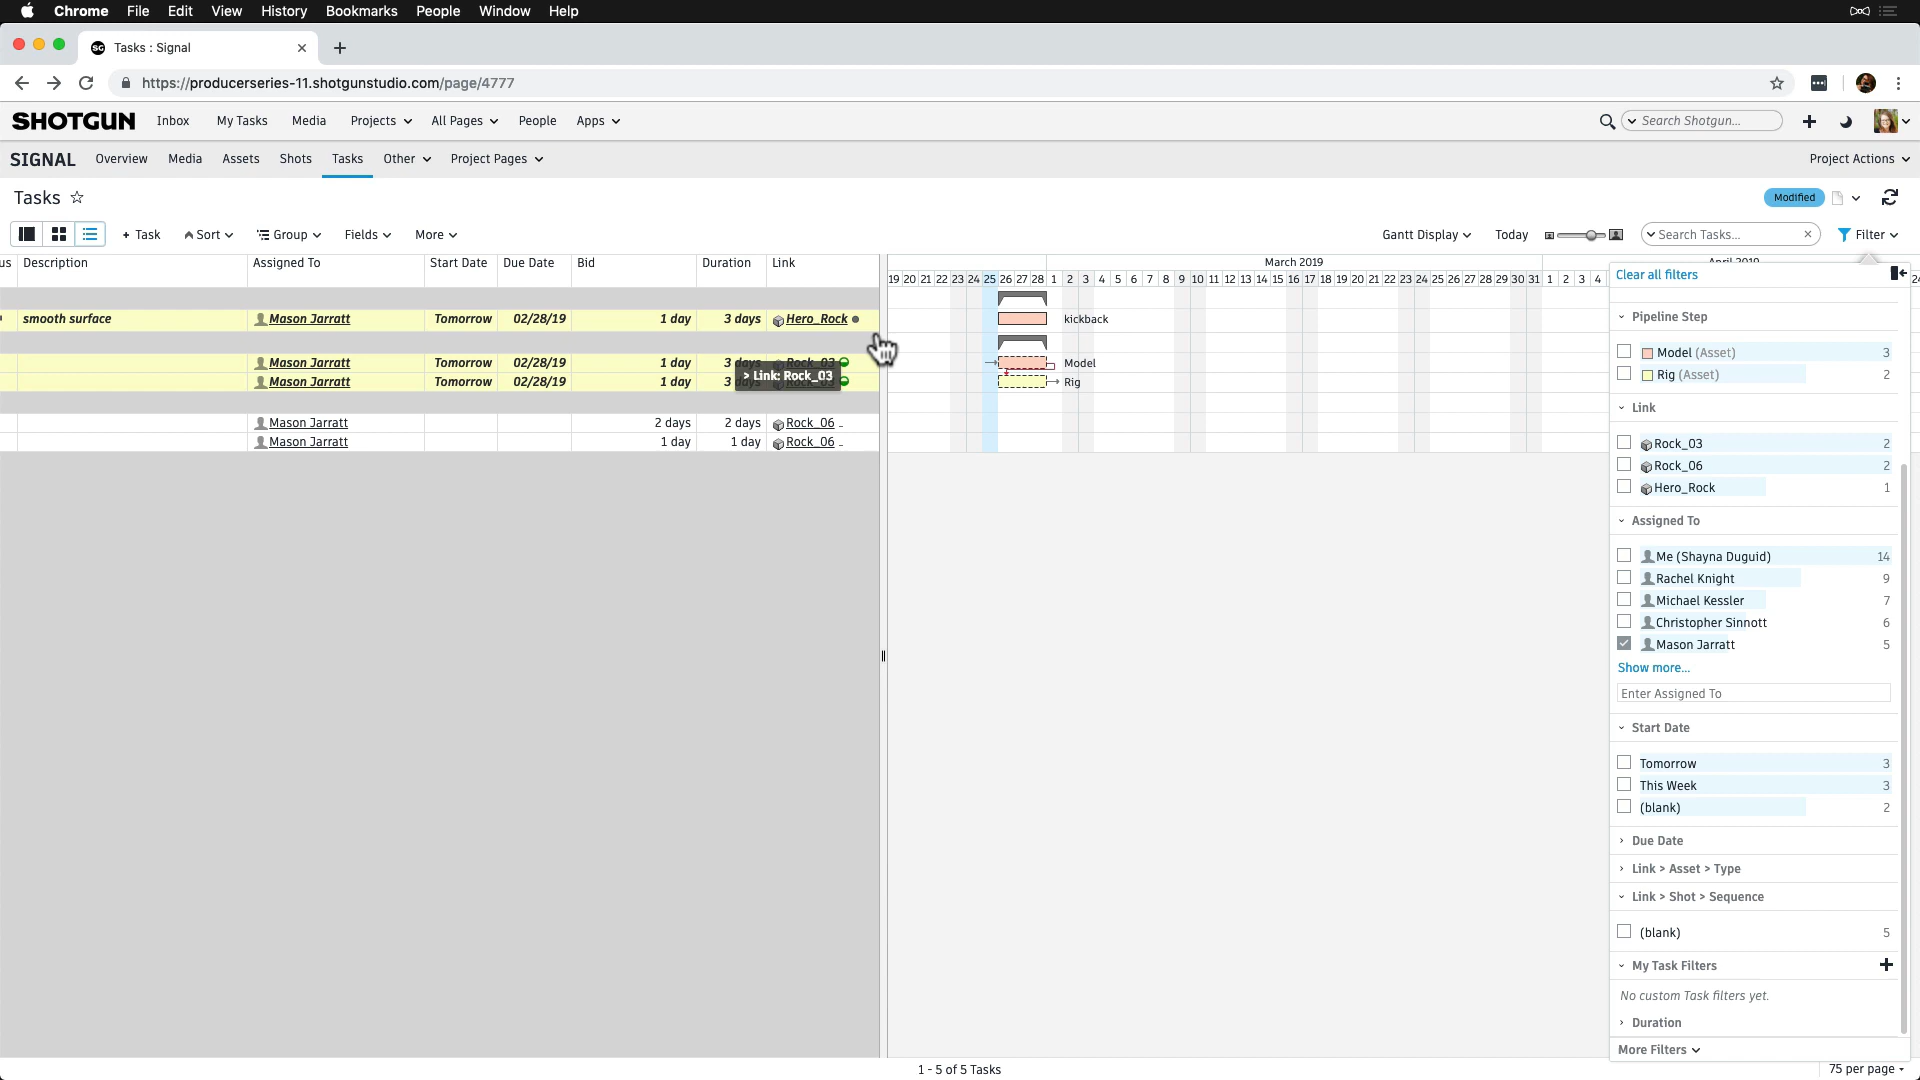 Chrome File Edit View History Bookmarks People Window Help
Tasks : Signal
https://producerseries-11.shotgunstudio.com/page/4777
SHOTGUN Inbox My Tasks Media Projects All Pages People Apps Search Shotgun...
SIGNAL Overview Media Assets Shots Tasks Other Project Pages Project Actions
Tasks Modified
+ Task Sort Group Fields More Gantt Display Today Search Tasks... Filter
us Description Assigned To Start Date Due Date Bid Duration Link
March 2019 April 2019
19 20 21 22 23 24 25 26 27 28 1 2 3 4 5 6 7 8 9 10 11 12 13 14 15 16 17 18 19 20 21 22 23 24 25 26 27 28 29 30 31 1 2 3 4
smooth surface Mason Jarratt Tomorrow 02/28/19 1 day 3 days Hero_Rock kickback
Mason Jarratt Tomorrow 02/28/19 1 day 3 days Rock_03 Model
> Link: Rock_03
Mason Jarratt Tomorrow 02/28/19 1 day 3 Rig
Mason Jarratt 2 days 2 days Rock_06
Mason Jarratt 1 day 1 day Rock_06
Clear all filters
Pipeline Step
Model (Asset) 3
Rig (Asset) 2
Link
Rock_03 2
Rock_06 2
Hero_Rock 1
Assigned To
Me (Shayna Duguid) 14
Rachel Knight 9
Michael Kessler 7
Christopher Sinnott 6
Mason Jarratt 5
Show more...
Enter Assigned To
Start Date
Tomorrow 3
This Week 3
(blank) 2
Due Date
Link > Asset > Type
Link > Shot > Sequence
(blank) 5
My Task Filters
No custom Task filters yet.
Duration
More Filters
1 - 5 of 5 Tasks
75 per page